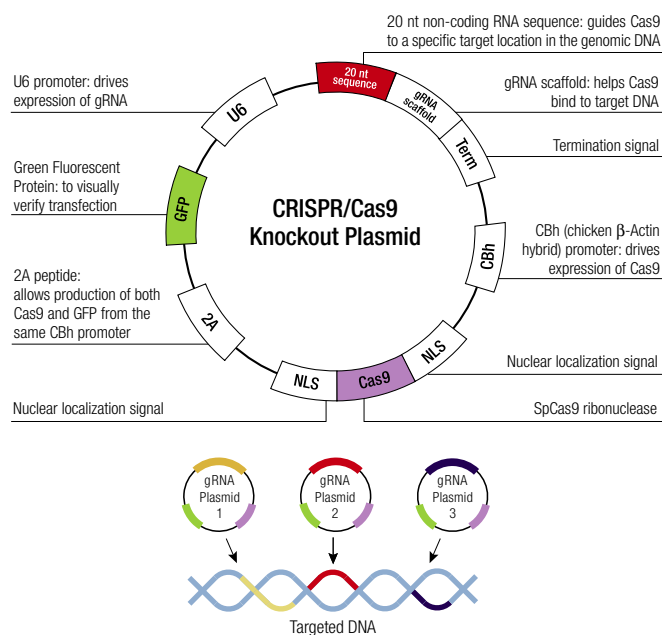 20 nt non-coding RNA sequence: guides Cas9
to a specific target location in the genomic DNA
U6 promoter: drives
expression of gRNA
gRNA scaffold: helps Cas9
bind to target DNA
Termination signal
Green Fluorescent
Protein: to visually
verify transfection
CBh (chicken β-Actin
hybrid) promoter: drives
expression of Cas9
2A peptide:
allows production of both
Cas9 and GFP from the
same CBh promoter
Nuclear localization signal
Nuclear localization signal
SpCas9 ribonuclease
20 nt
sequence
gRNA
scaffold
Term
CBh
NLS
Cas9
NLS
2A
GFP
U6
CRISPR/Cas9
Knockout Plasmid
gRNA
Plasmid
1
gRNA
Plasmid
2
gRNA
Plasmid
3
Targeted DNA